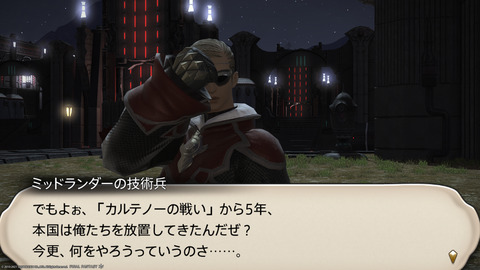 ミッドランダーの技術兵
でもよぉ、「カルテノーの戦い」から5年、
本国は俺たちを放置してきたんだぜ？
今更、何をやろうっていうのさ……。